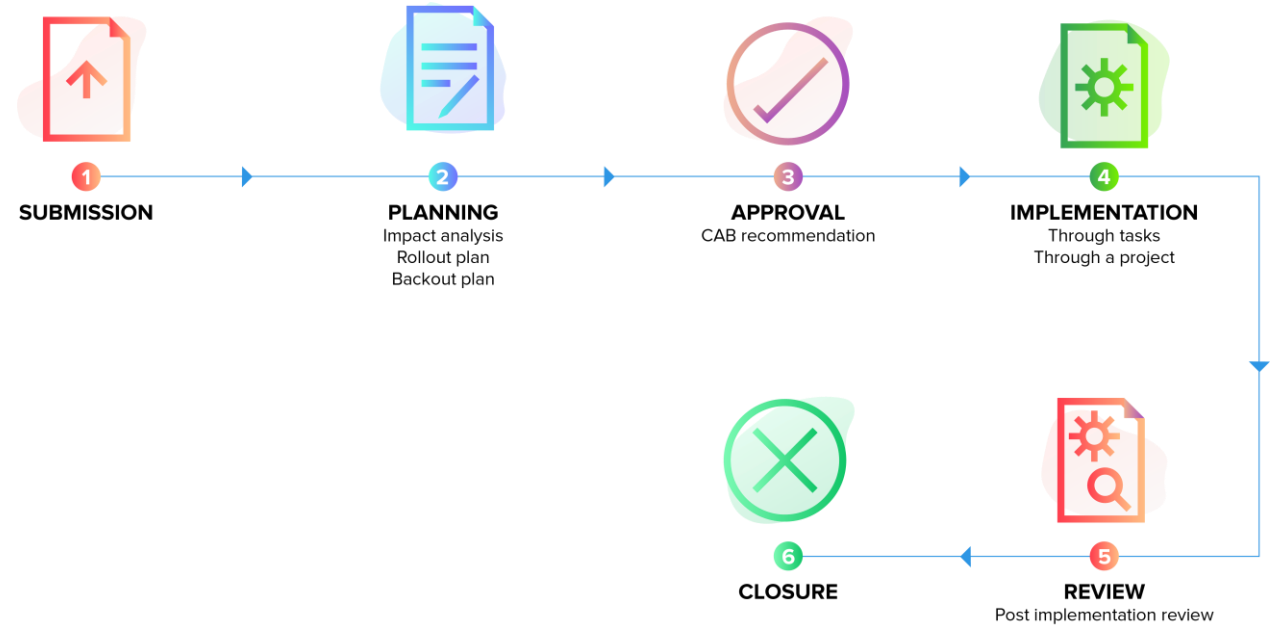 1
SUBMISSION
2
PLANNING
Impact analysis
Rollout plan
Backout plan
3
APPROVAL
CAB recommendation
4
IMPLEMENTATION
Through tasks
Through a project
5
REVIEW
Post implementation review
6
CLOSURE